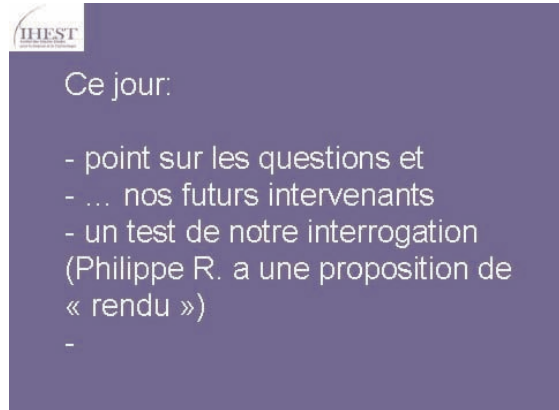 IHEST
Ce jour:
- point sur les questions et
- ... nos futurs intervenants
- un test de notre interrogation
(Philippe R. a une proposition de
« rendu »)
-